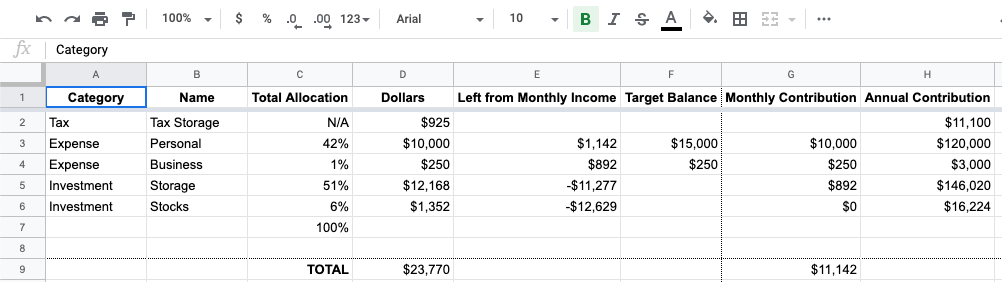 100% $ % .0 .00 123 Arial 10 B I S A
fx Category
A B C D E F G H
1 Category Name Total Allocation Dollars Left from Monthly Income Target Balance Monthly Contribution Annual Contribution
2 Tax Tax Storage N/A $925 $11,100
3 Expense Personal 42% $10,000 $1,142 $15,000 $10,000 $120,000
4 Expense Business 1% $250 $892 $250 $250 $3,000
5 Investment Storage 51% $12,168 -$11,277 $892 $146,020
6 Investment Stocks 6% $1,352 -$12,629 $0 $16,224
7 100%
8
9 TOTAL $23,770 $11,142